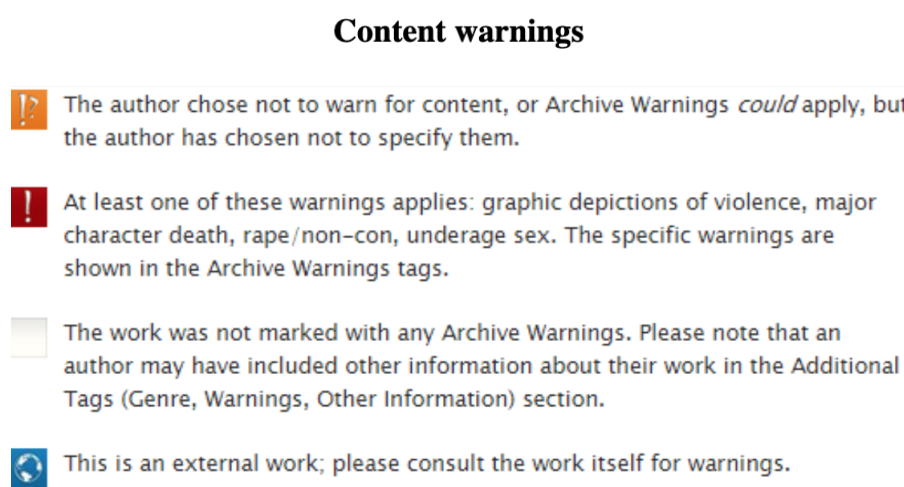 Content warnings
!? The author chose not to warn for content, or Archive Warnings could apply, but
the author has chosen not to specify them.
! At least one of these warnings applies: graphic depictions of violence, major
character death, rape/non-con, underage sex. The specific warnings are
shown in the Archive Warnings tags.
The work was not marked with any Archive Warnings. Please note that an
author may have included other information about their work in the Additional
Tags (Genre, Warnings, Other Information) section.
This is an external work; please consult the work itself for warnings.